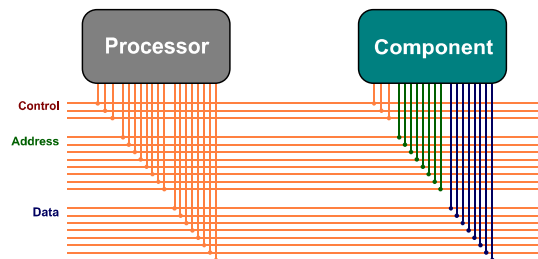 Processor
Component
Control
Address
Data